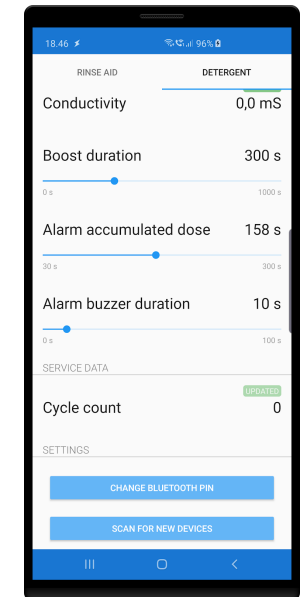 18.46 96%
RINSE AID DETERGENT
Conductivity 0,0 mS
Boost duration 300 s
0 s 1000 s
Alarm accumulated dose 158 s
30 s 300 s
Alarm buzzer duration 10 s
0 s 100 s
SERVICE DATA
UPDATED
Cycle count 0
SETTINGS
CHANGE BLUETOOTH PIN
SCAN FOR NEW DEVICES